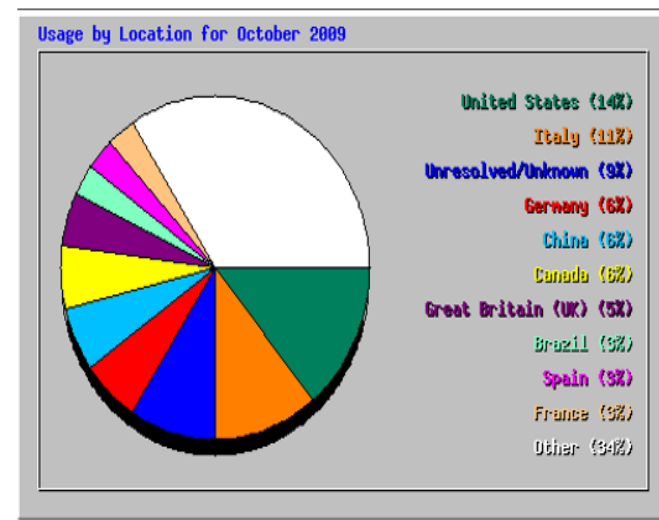 Usage by Location for October 2009
United States (14%)
Italy (11%)
Unresolved/Unknown (9%)
Germany (6%)
China (6%)
Canada (6%)
Great Britain (UK) (5%)
Brazil (3%)
Spain (3%)
France (3%)
Other (34%)